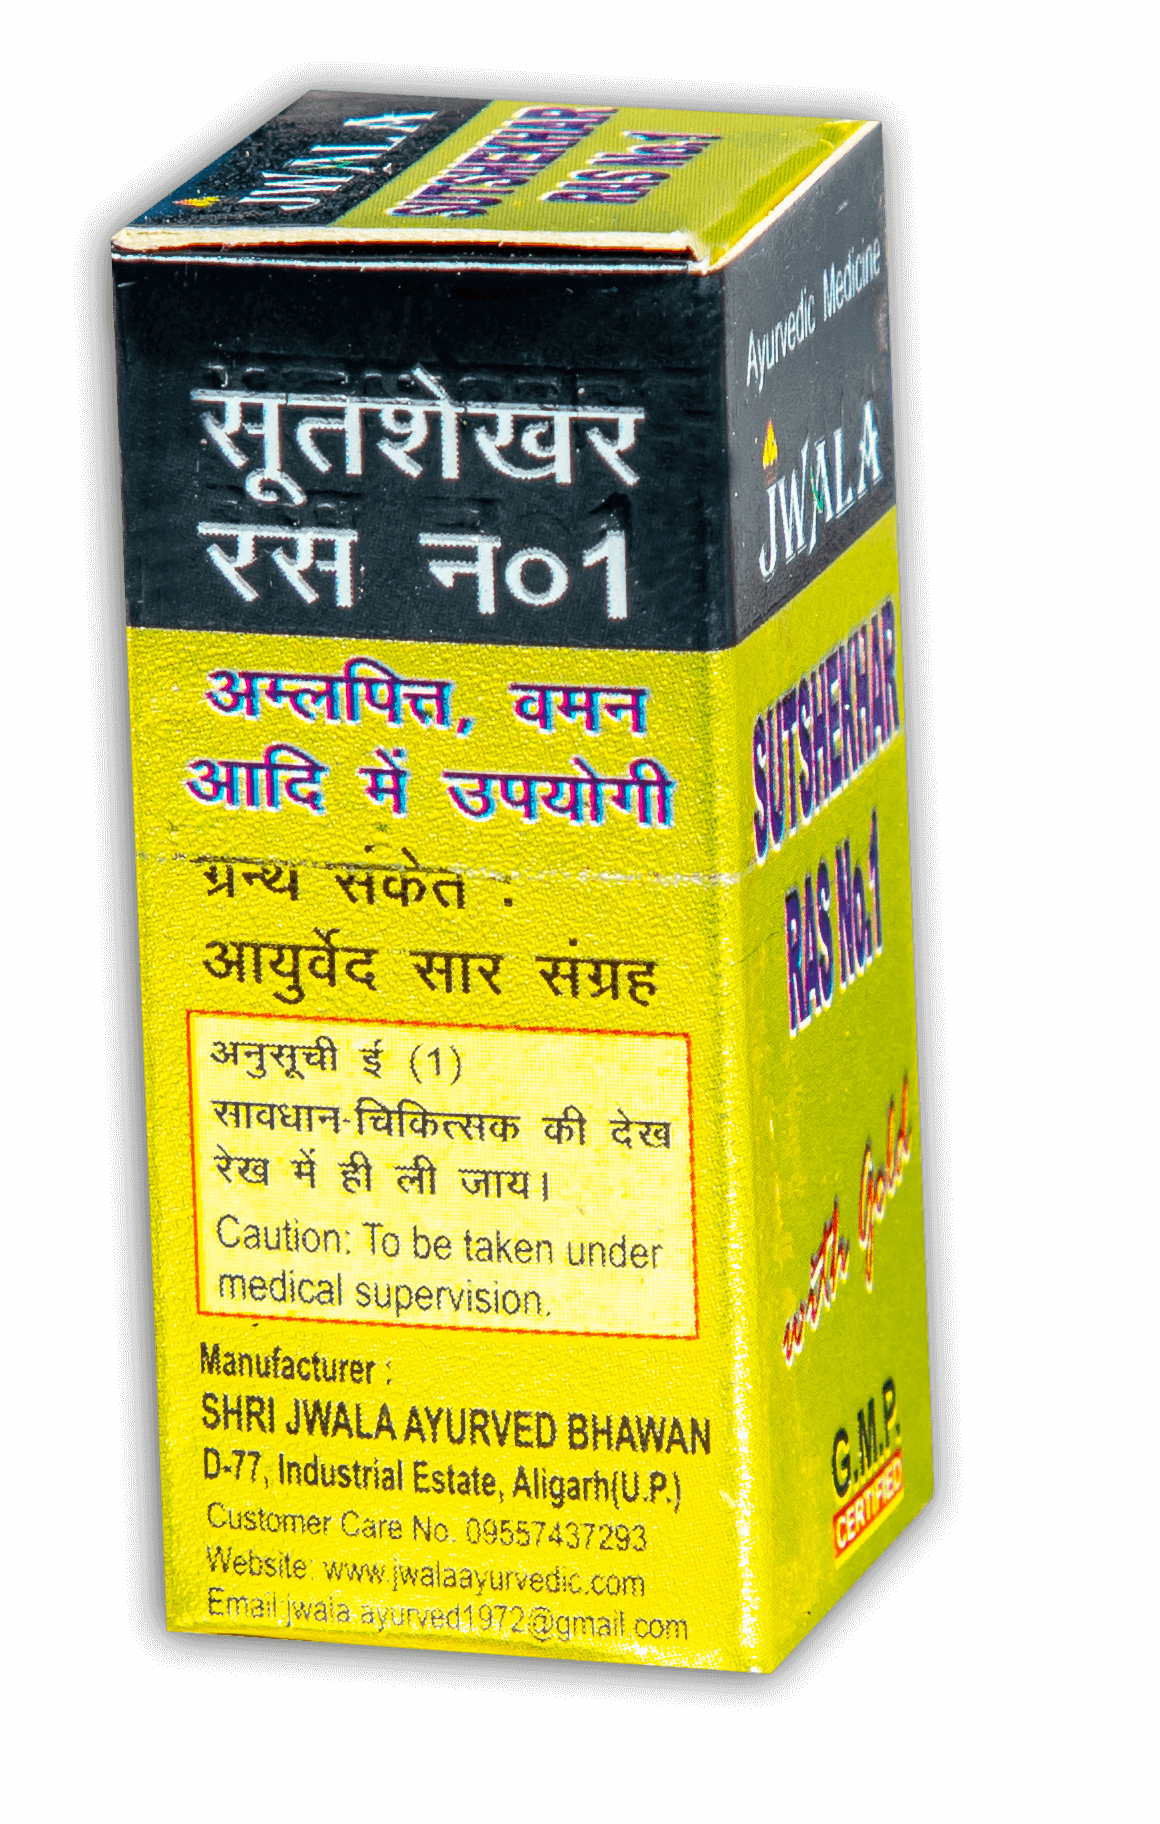 JWALA
SUTSHEKHAR
RAS No.1
सूतशेखर
रस नo1
अम्लपित्त, वमन
आदि में उपयोगी
ग्रन्थ संकेत :
आयुर्वेद सार संग्रह
अनुसूची ई (1)
सावधान-चिकित्सक की देख
रेख में ही ली जाय।
Caution: To be taken under
medical supervision.
Manufacturer :
SHRI JWALA AYURVED BHAWAN
D-77, Industrial Estate, Aligarh(U.P.)
Customer Care No. 09557437293
Website: www.jwalaayurvedic.com
Email:jwala.ayurved1972@gmail.com
Ayurvedic Medicine
JWALA
SUTSHEKHAR
RAS No.1
with Gold
G.M.P.
CERTIFIED